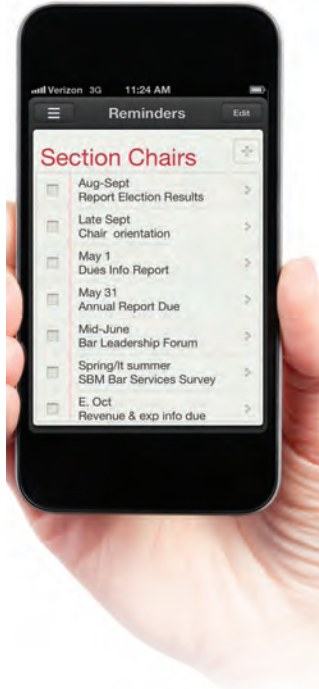 Verizon 3G 11:24 AM
Reminders Edit
Section Chairs
Aug-Sept
Report Election Results
Late Sept
Chair orientation
May 1
Dues Info Report
May 31
Annual Report Due
Mid-June
Bar Leadership Forum
Spring/lt summer
SBM Bar Services Survey
E. Oct
Revenue & exp info due